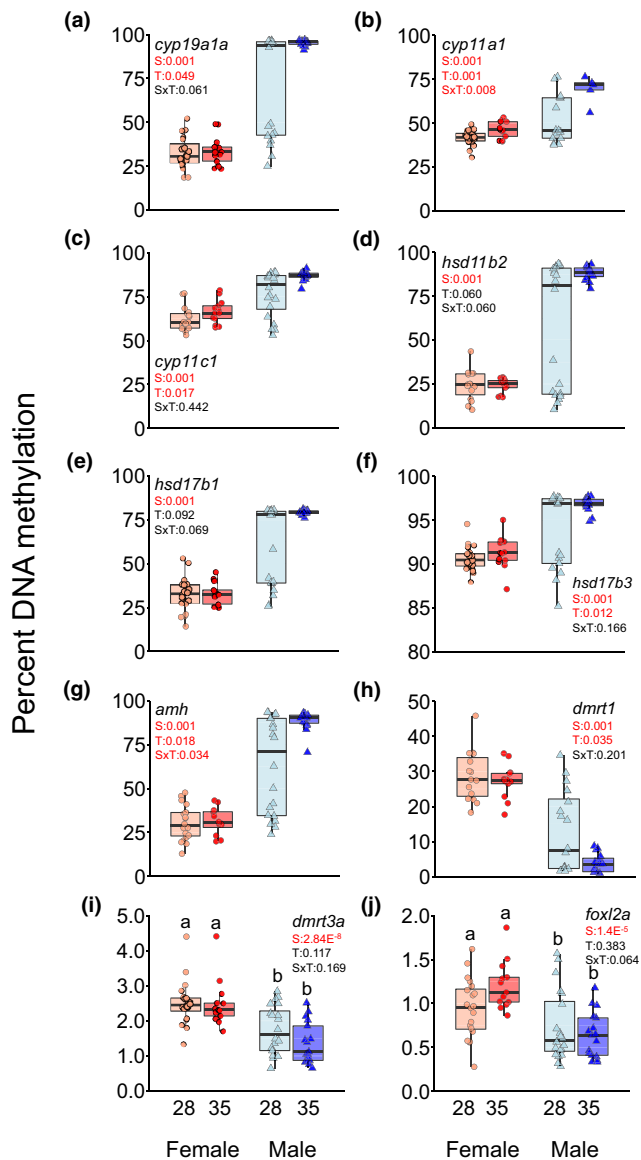 (a)
cyp19a1a
S:0.001
T:0.049
SxT:0.061
100
75
50
25
0
(b)
cyp11a1
S:0.001
T:0.001
SxT:0.008
100
75
50
25
0
(c)
cyp11c1
S:0.001
T:0.017
SxT:0.442
100
75
50
25
0
(d)
hsd11b2
S:0.001
T:0.060
SxT:0.060
100
75
50
25
0
(e)
hsd17b1
S:0.001
T:0.092
SxT:0.069
100
75
50
25
0
(f)
hsd17b3
S:0.001
T:0.012
SxT:0.166
100
95
90
85
80
(g)
amh
S:0.001
T:0.018
SxT:0.034
100
75
50
25
0
(h)
dmrt1
S:0.001
T:0.035
SxT:0.201
50
40
30
20
10
0
(i)
dmrt3a
S:2.84E-8
T:0.117
SxT:0.169
a a b b
5.0
4.0
3.0
2.0
1.0
0.0
(j)
foxl2a
S:1.4E-5
T:0.383
SxT:0.064
a a b b
2.0
1.5
1.0
0.5
0.0
28 35 28 35
Female Male
28 35 28 35
Female Male
Percent DNA methylation